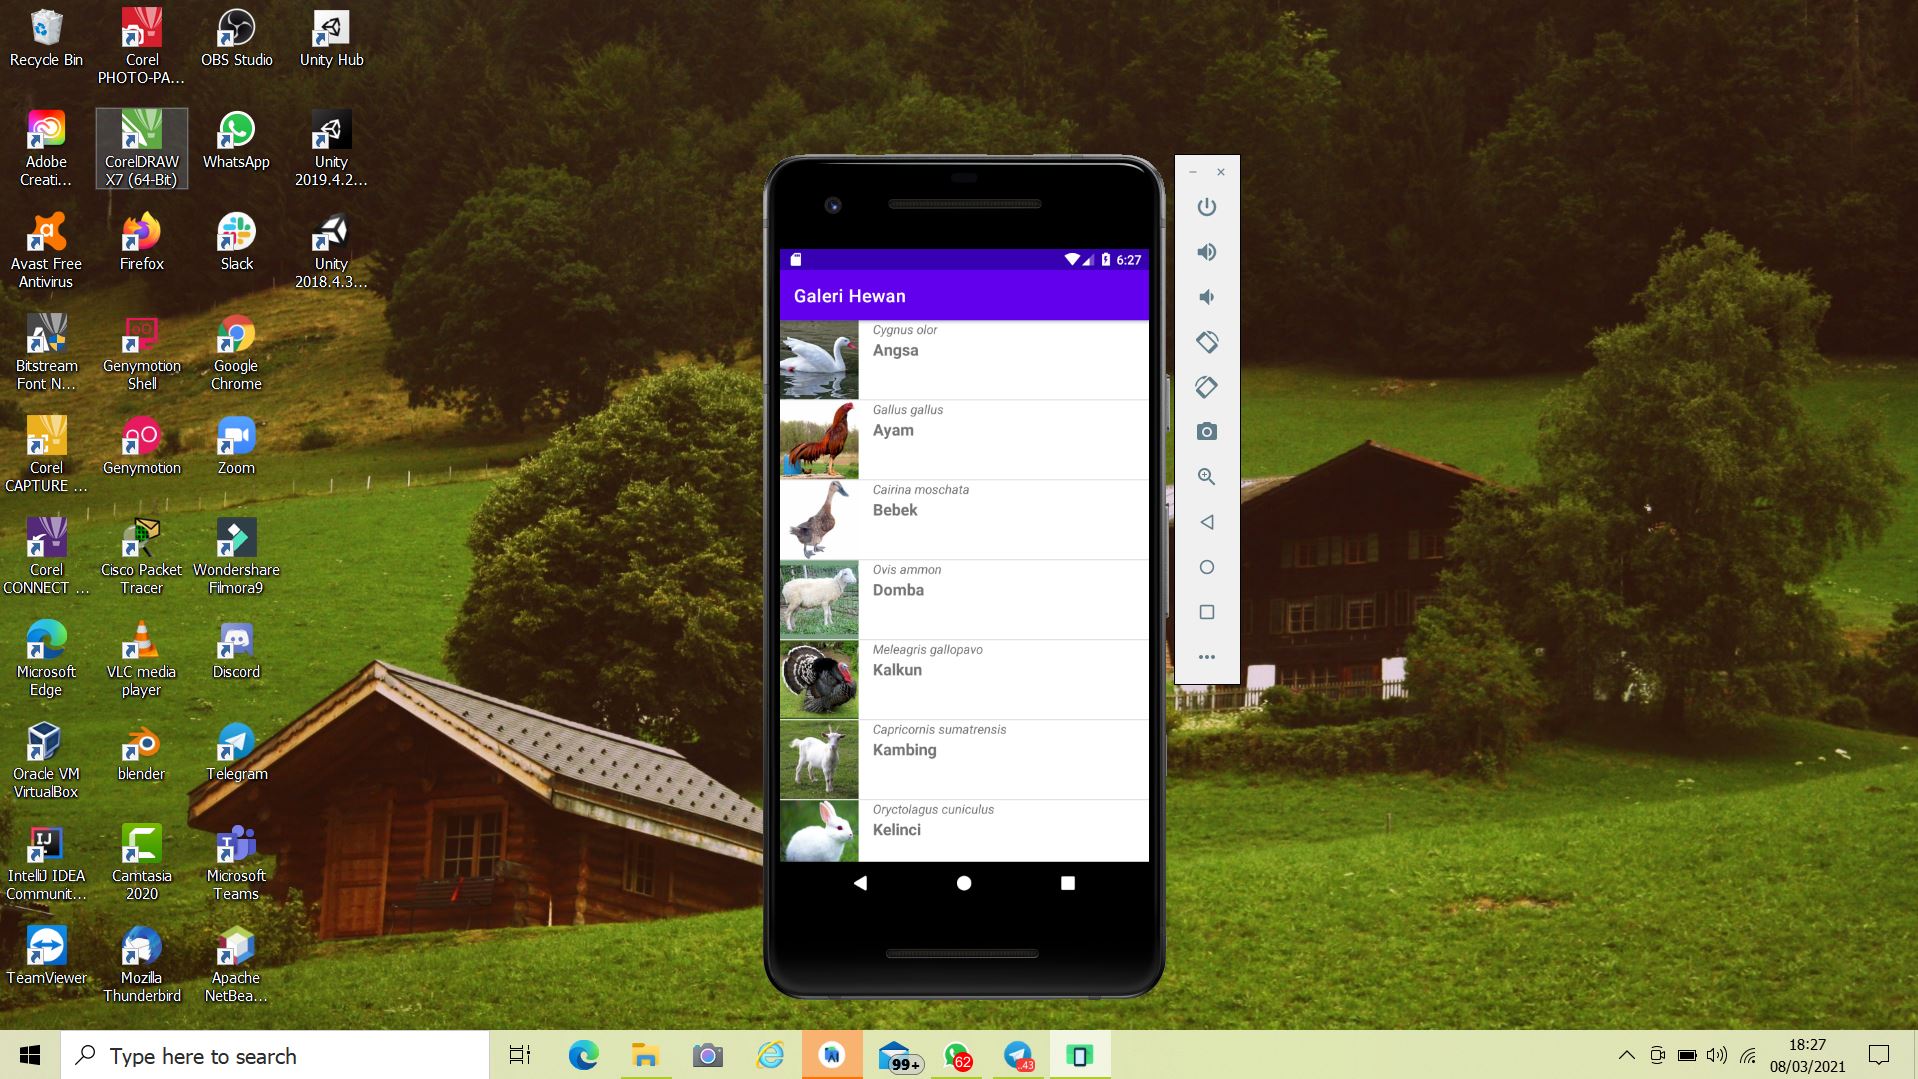 Recycle Bin
Corel
PHOTO-PA...
OBS Studio
Unity Hub
Adobe
Creati...
CorelDRAW
X7 (64-Bit)
WhatsApp
Unity
2019.4.2...
Avast Free
Antivirus
Firefox
Slack
Unity
2018.4.3...
Bitstream
Font N...
Genymotion
Shell
Google
Chrome
Corel
CAPTURE ...
Genymotion
Zoom
Corel
CONNECT ...
Cisco Packet
Tracer
Wondershare
Filmora9
Microsoft
Edge
VLC media
player
Discord
Oracle VM
VirtualBox
blender
Telegram
IntelliJ IDEA
Communit...
Camtasia
2020
Microsoft
Teams
TeamViewer
Mozilla
Thunderbird
Apache
NetBea...
6:27
Galeri Hewan
Cygnus olor
Angsa
Gallus gallus
Ayam
Cairina moschata
Bebek
Ovis ammon
Domba
Meleagris gallopavo
Kalkun
Capricornis sumatrensis
Kambing
Oryctolagus cuniculus
Kelinci
Type here to search
99+
62
..43
18:27
08/03/2021